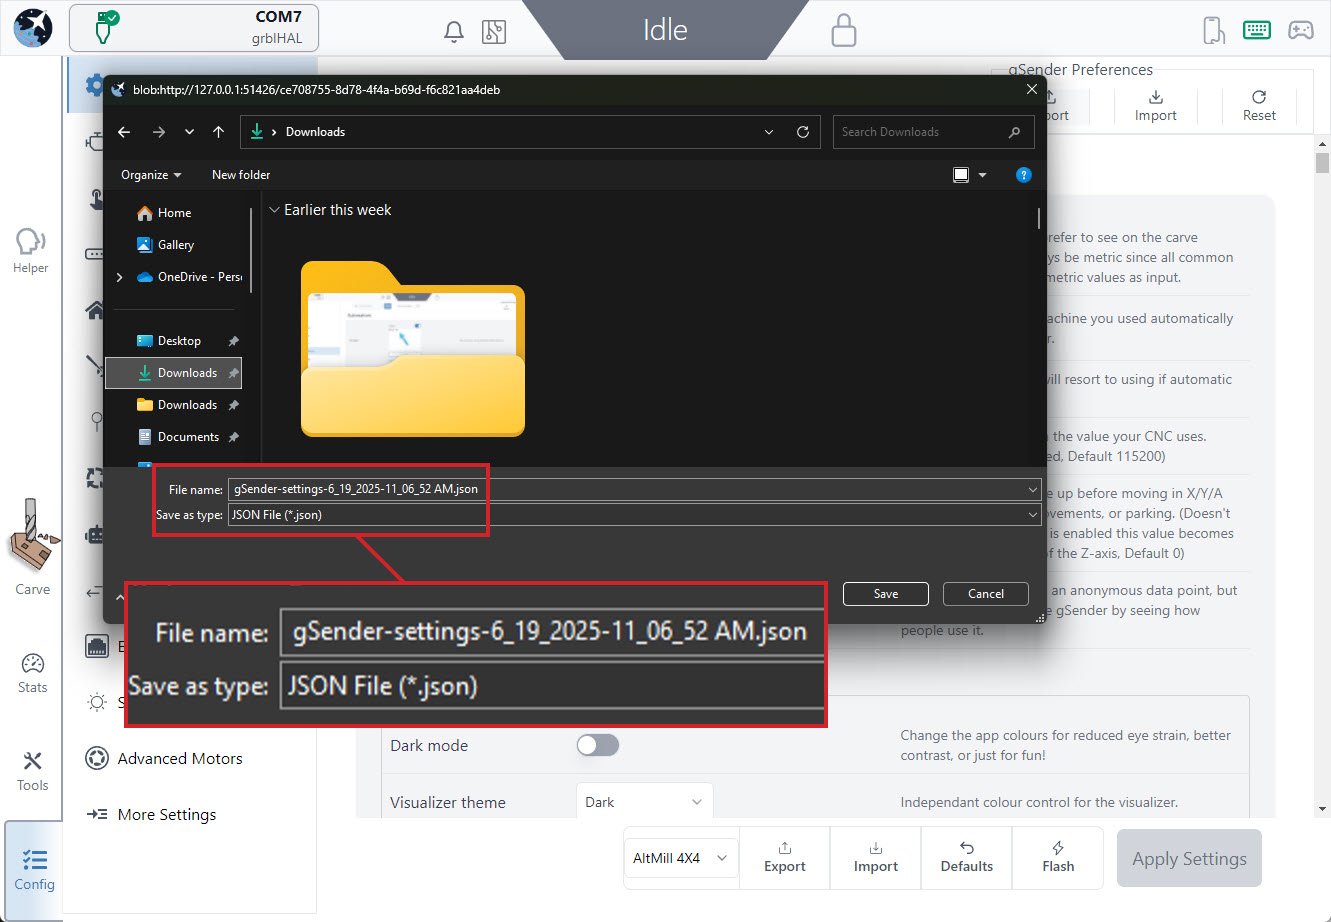 COM7
grblHAL
Idle
gSender Preferences
Import
Reset
blob:http://127.0.0.1:51426/ce708755-8d78-4f4a-b69d-f6c821aa4deb
Downloads
Search Downloads
Organize
New folder
Home
Gallery
OneDrive - Pers
Desktop
Downloads
Downloads
Documents
Earlier this week
File name: gSender-settings-6_19_2025-11_06_52 AM.json
Save as type: JSON File (*.json)
Save
Cancel
File name: gSender-settings-6_19_2025-11_06_52 AM.json
Save as type: JSON File (*.json)
Helper
Carve
Stats
Tools
Config
Advanced Motors
More Settings
refer to see on the carve
ys be metric since all common
metric values as input.
achine you used automatically
r.
will resort to using if automatic
the value your CNC uses.
ed, Default 115200)
e up before moving in X/Y/A
vements, or parking. (Doesn't
is enabled this value becomes
f the Z-axis, Default 0)
an anonymous data point, but
e gSender by seeing how
people use it.
Dark mode
Change the app colours for reduced eye strain, better
contrast, or just for fun!
Visualizer theme
Dark
Independant colour control for the visualizer.
AltMill 4X4
Export
Import
Defaults
Flash
Apply Settings